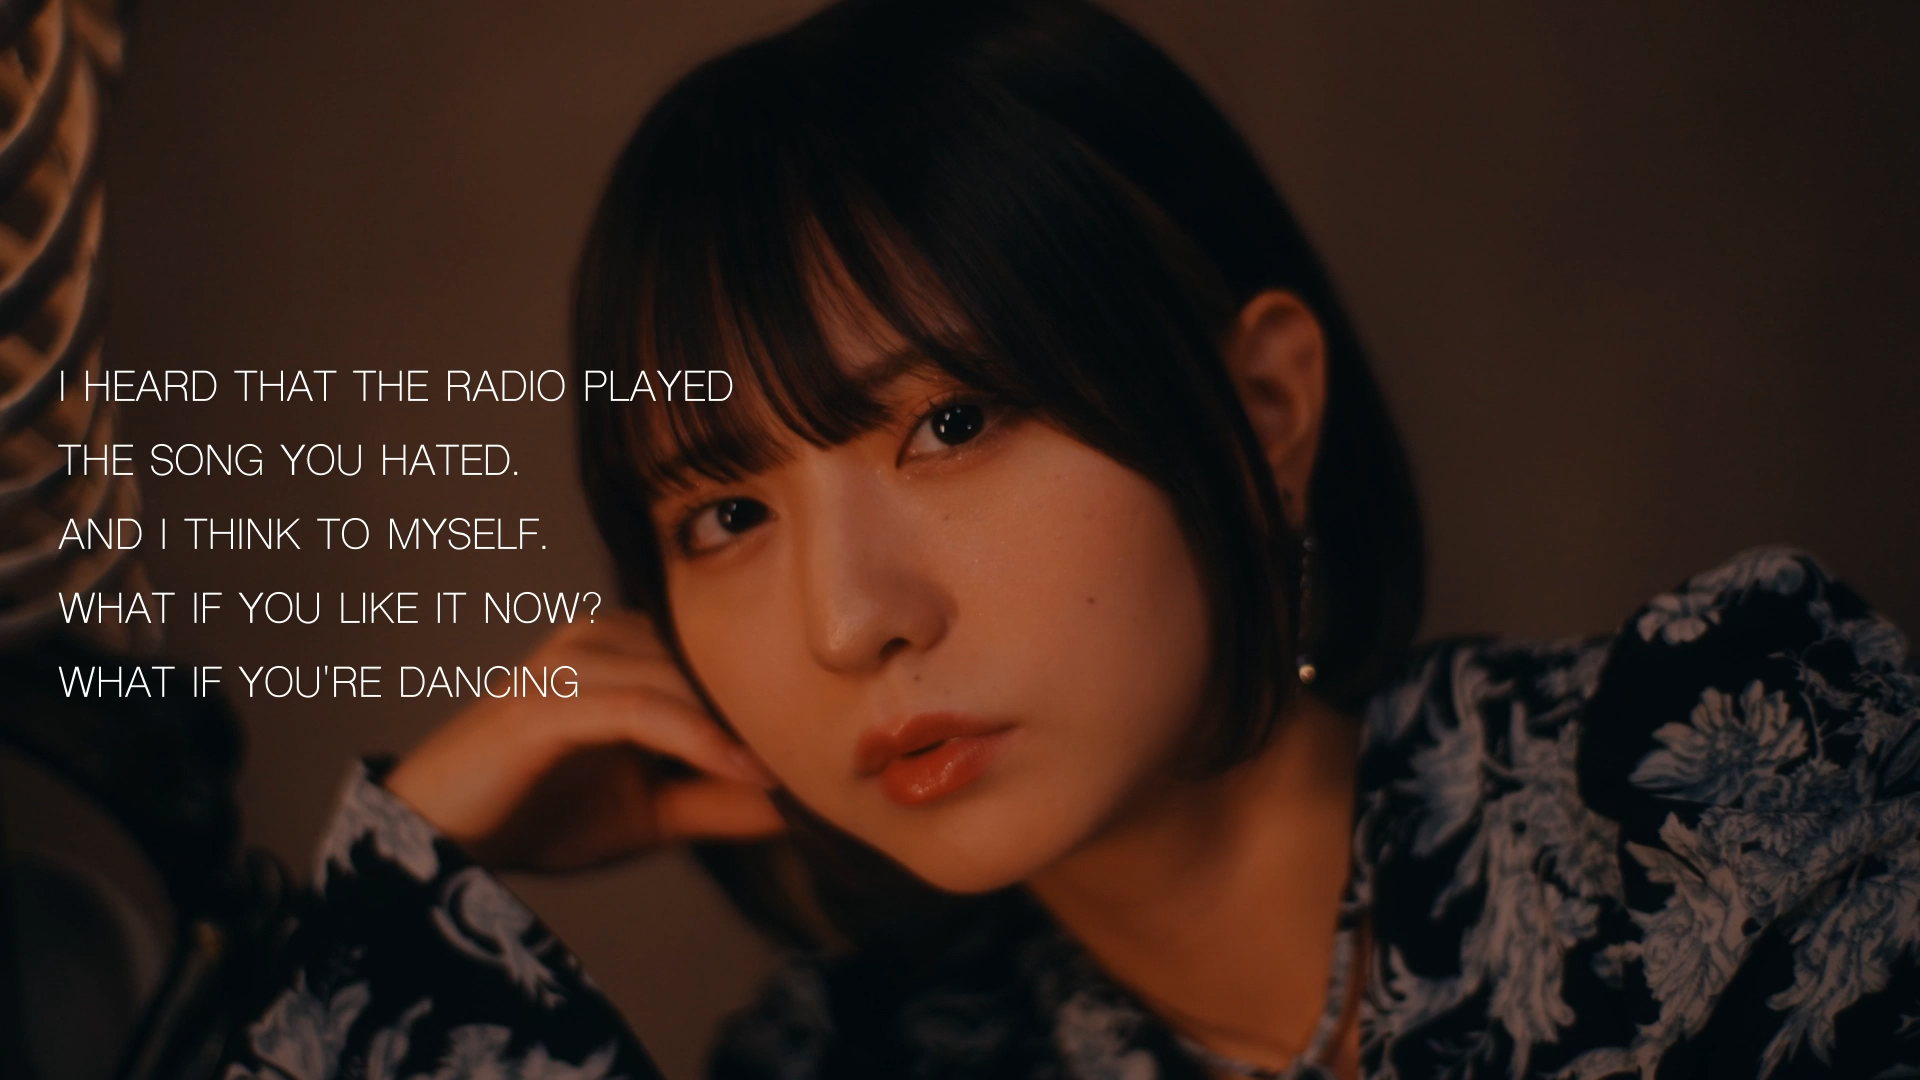 I HEARD THAT THE RADIO PLAYED
THE SONG YOU HATED.
AND I THINK TO MYSELF.
WHAT IF YOU LIKE IT NOW?
WHAT IF YOU'RE DANCING